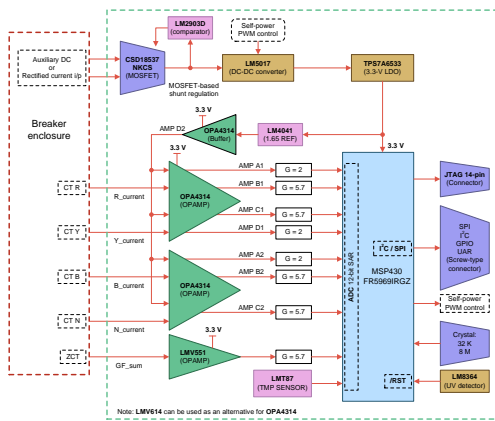 LM2903D
(comparator)
Self-power
PWM control
Auxiliary DC
or
Rectified current i/p
CSD18537
NKCS
(MOSFET)
LM5017
(DC-DC converter)
TPS7A6533
(3.3-V LDO)
MOSFET-based
shunt regulation
Breaker
enclosure
3.3 V
AMP D2
OPA4314
(Buffer)
LM4041
(1.65 REF)
3.3 V
3.3 V
AMP A1
G = 2
AMP B1
G = 5.7
CT R
R_current
OPA4314
(OPAMP)
AMP C1
G = 5.7
CT Y
Y_current
AMP D1
G = 2
JTAG 14-pin
(Connector)
SPI
I²C
GPIO
UAR
(Screw-type
connector)
ADC 12-bit SAR
I²C / SPI
MSP430
FR5969IRGZ
AMP A2
G = 2
CT B
B_current
OPA4314
(OPAMP)
AMP B2
G = 5.7
AMP C2
G = 5.7
CT N
N_current
Self-power
PWM control
3.3 V
Crystal:
32 K
8 M
ZCT
GF_sum
LMV551
(OPAMP)
G = 5.7
LMT87
(TMP SENSOR)
/RST
LM8364
(UV detector)
Note: LMV614 can be used as an alternative for OPA4314